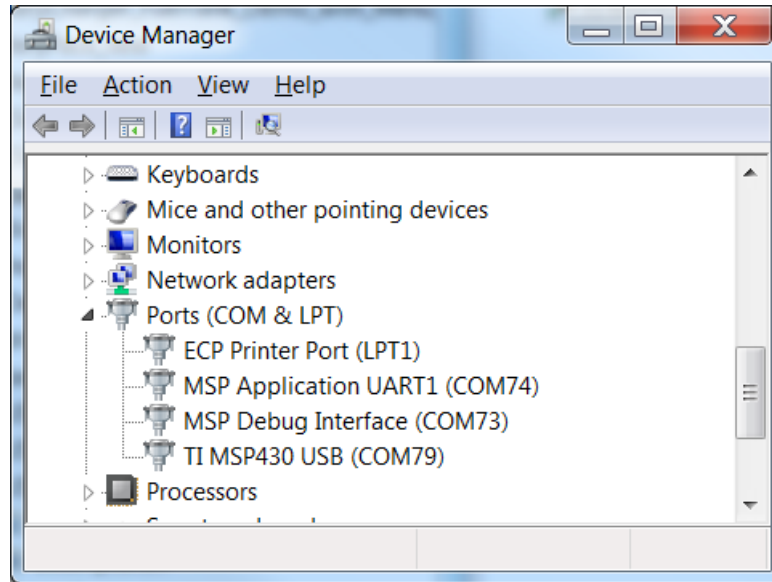 Device Manager
File Action View Help
Keyboards
Mice and other pointing devices
Monitors
Network adapters
Ports (COM & LPT)
ECP Printer Port (LPT1)
MSP Application UART1 (COM74)
MSP Debug Interface (COM73)
TI MSP430 USB (COM79)
Processors